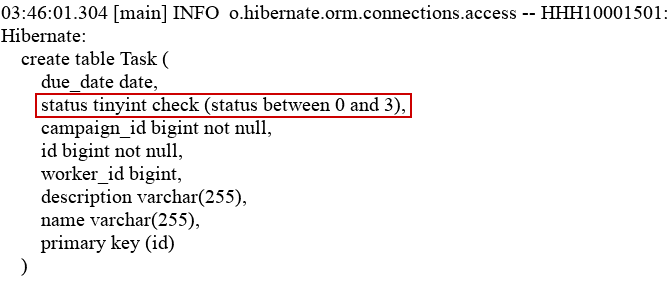 03:46:01.304 [main] INFO  o.hibernate.orm.connections.access -- HHH10001501:
Hibernate:
create table Task (
due_date date,
status tinyint check (status between 0 and 3),
campaign_id bigint not null,
id bigint not null,
worker_id bigint,
description varchar(255),
name varchar(255),
primary key (id)
)